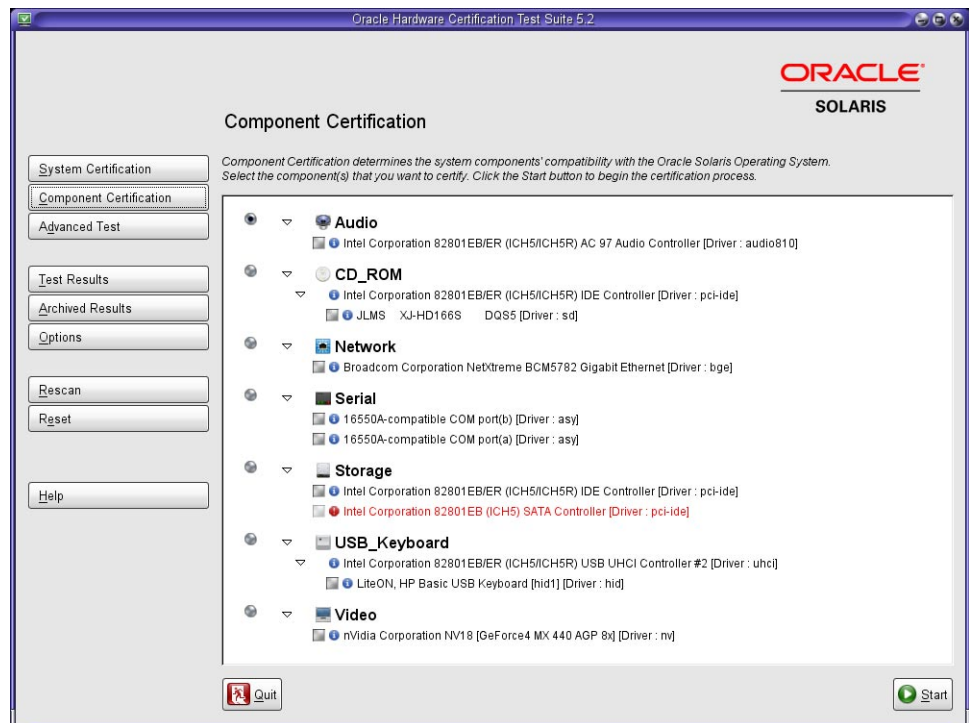 Oracle Hardware Certification Test Suite 5.2
ORACLE
SOLARIS
Component Certification
Component Certification determines the system components' compatibility with the Oracle Solaris Operating System.
Select the component(s) that you want to certify. Click the Start button to begin the certification process.
System Certification
Component Certification
Advanced Test
Test Results
Archived Results
Options
Rescan
Reset
Help
Audio
Intel Corporation 82801EB/ER (ICH5/ICH5R) AC 97 Audio Controller [Driver : audio810]
CD_ROM
Intel Corporation 82801EB/ER (ICH5/ICH5R) IDE Controller [Driver : pci-ide]
JLMS XJ-HD166S DQS5 [Driver : sd]
Network
Broadcom Corporation NetXtreme BCM5782 Gigabit Ethernet [Driver : bge]
Serial
16550A-compatible COM port(b) [Driver : asy]
16550A-compatible COM port(a) [Driver : asy]
Storage
Intel Corporation 82801EB/ER (ICH5/ICH5R) IDE Controller [Driver : pci-ide]
Intel Corporation 82801EB (ICH5) SATA Controller [Driver : pci-ide]
USB_Keyboard
Intel Corporation 82801EB/ER (ICH5/ICH5R) USB UHCI Controller #2 [Driver : uhci]
LiteON, HP Basic USB Keyboard [hid1] [Driver : hid]
Video
nVidia Corporation NV18 [GeForce4 MX 440 AGP 8x] [Driver : nv]
Quit
Start